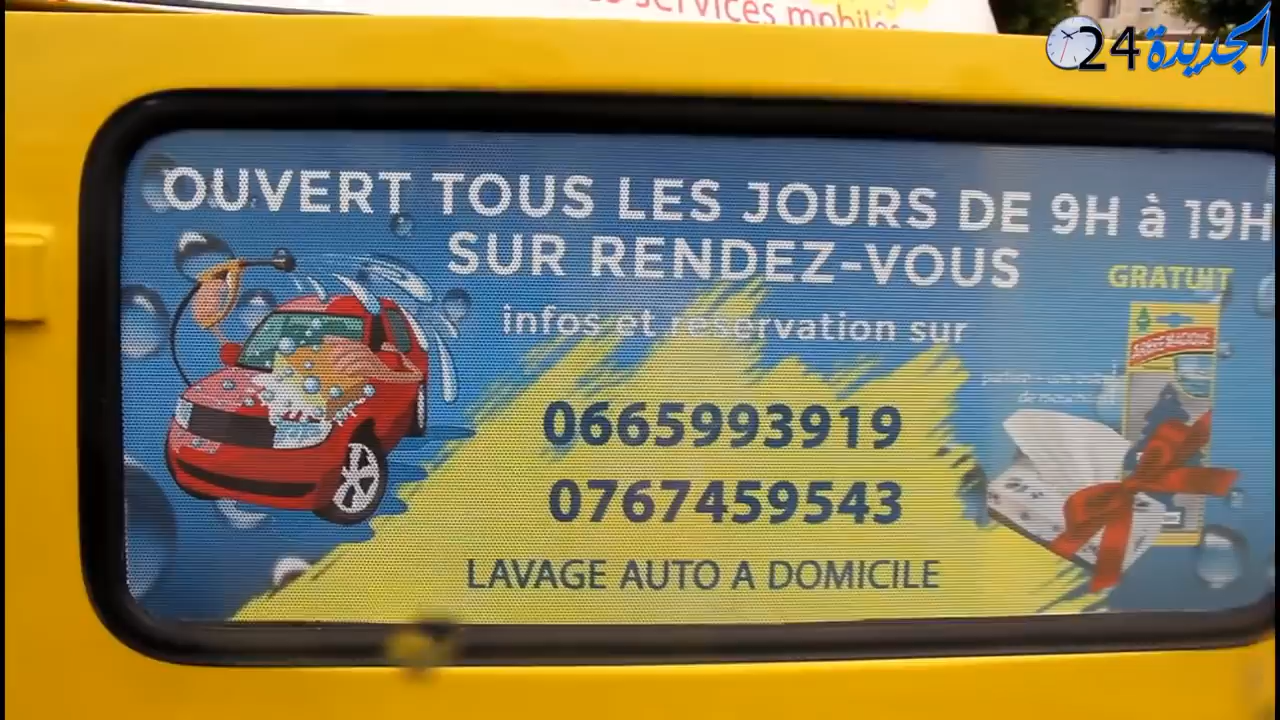 services mobiles
24 الجديدة
OUVERT TOUS LES JOURS DE 9H à 19H
SUR RENDEZ-VOUS
GRATUIT
infos et réservation sur
0665993919
0767459543
LAVAGE AUTO A DOMICILE